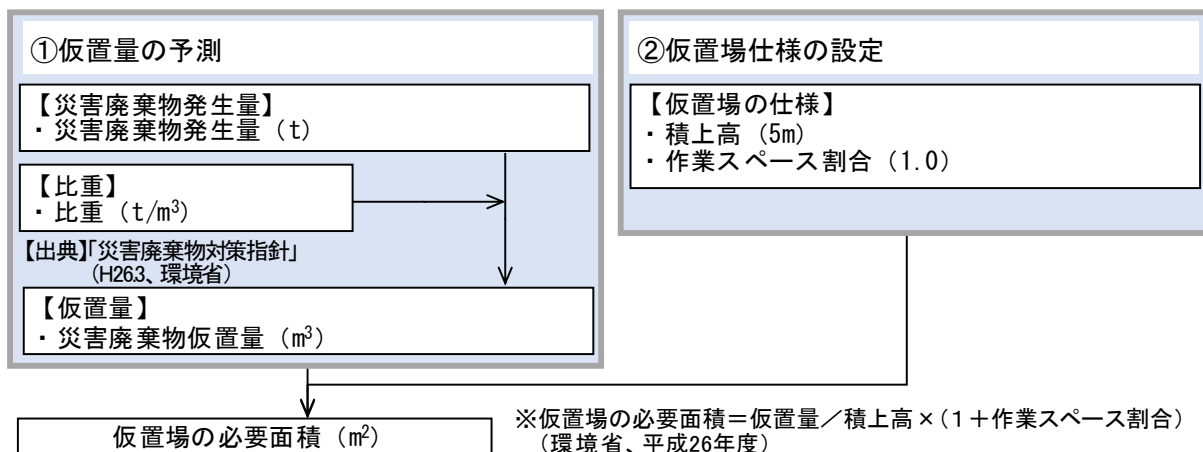 ①仮置量の予測
【災害廃棄物発生量】
・災害廃棄物発生量（t）
【比重】
・比重（t/m³）
【出典】「災害廃棄物対策指針」
（H26.3、環境省）
【仮置量】
・災害廃棄物仮置量（m³）
②仮置場仕様の設定
【仮置場の仕様】
・積上高（5m）
・作業スペース割合（1.0）
仮置場の必要面積（m²）
※仮置場の必要面積＝仮置量／積上高×（1＋作業スペース割合）
（環境省、平成26年度）